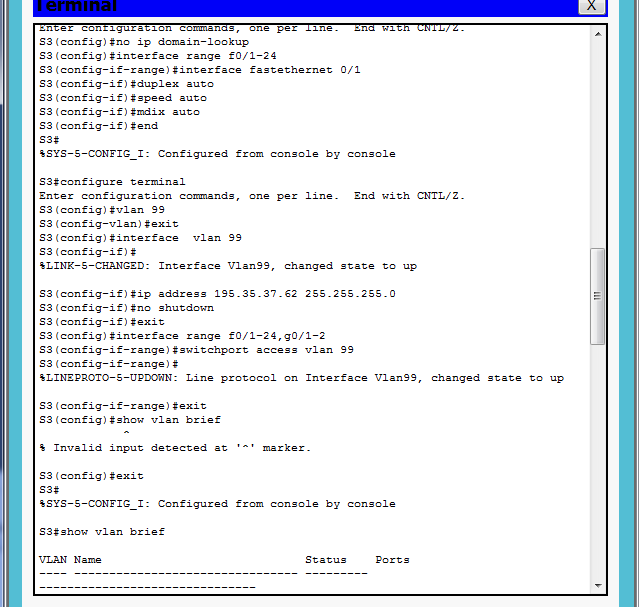 Terminal
X
Enter configuration commands, one per line.  End with CNTL/Z.
S3(config)#no ip domain-lookup
S3(config)#interface range f0/1-24
S3(config-if-range)#interface fastethernet 0/1
S3(config-if)#duplex auto
S3(config-if)#speed auto
S3(config-if)#mdix auto
S3(config-if)#end
S3#
%SYS-5-CONFIG_I: Configured from console by console
S3#configure terminal
Enter configuration commands, one per line.  End with CNTL/Z.
S3(config)#vlan 99
S3(config-vlan)#exit
S3(config)#interface  vlan 99
S3(config-if)#
%LINK-5-CHANGED: Interface Vlan99, changed state to up
S3(config-if)#ip address 195.35.37.62 255.255.255.0
S3(config-if)#no shutdown
S3(config-if)#exit
S3(config)#interface range f0/1-24,g0/1-2
S3(config-if-range)#switchport access vlan 99
S3(config-if-range)#
%LINEPROTO-5-UPDOWN: Line protocol on Interface Vlan99, changed state to up
S3(config-if-range)#exit
S3(config)#show vlan brief
^
% Invalid input detected at '^' marker.
S3(config)#exit
S3#
%SYS-5-CONFIG_I: Configured from console by console
S3#show vlan brief
VLAN Name                             Status    Ports
---- -------------------------------- ---------
-------------------------------